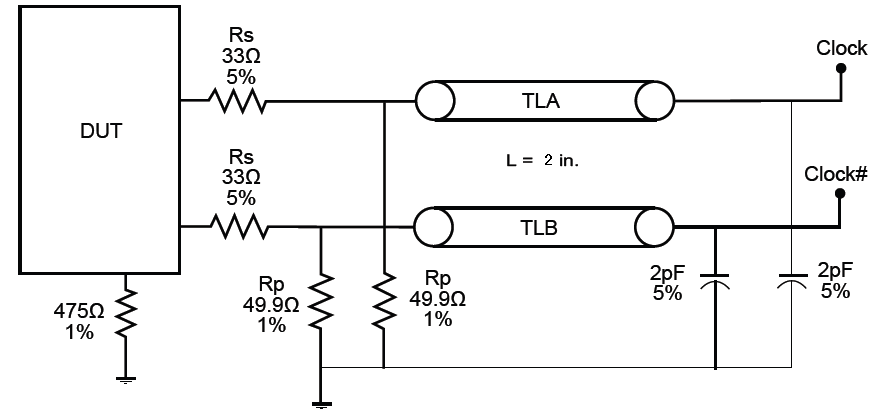 Rs
33Ω
5%
Clock
DUT
TLA
L = 2 in.
Rs
33Ω
5%
Clock#
TLB
475Ω
1%
Rp
49.9Ω
1%
Rp
49.9Ω
1%
2pF
5%
2pF
5%